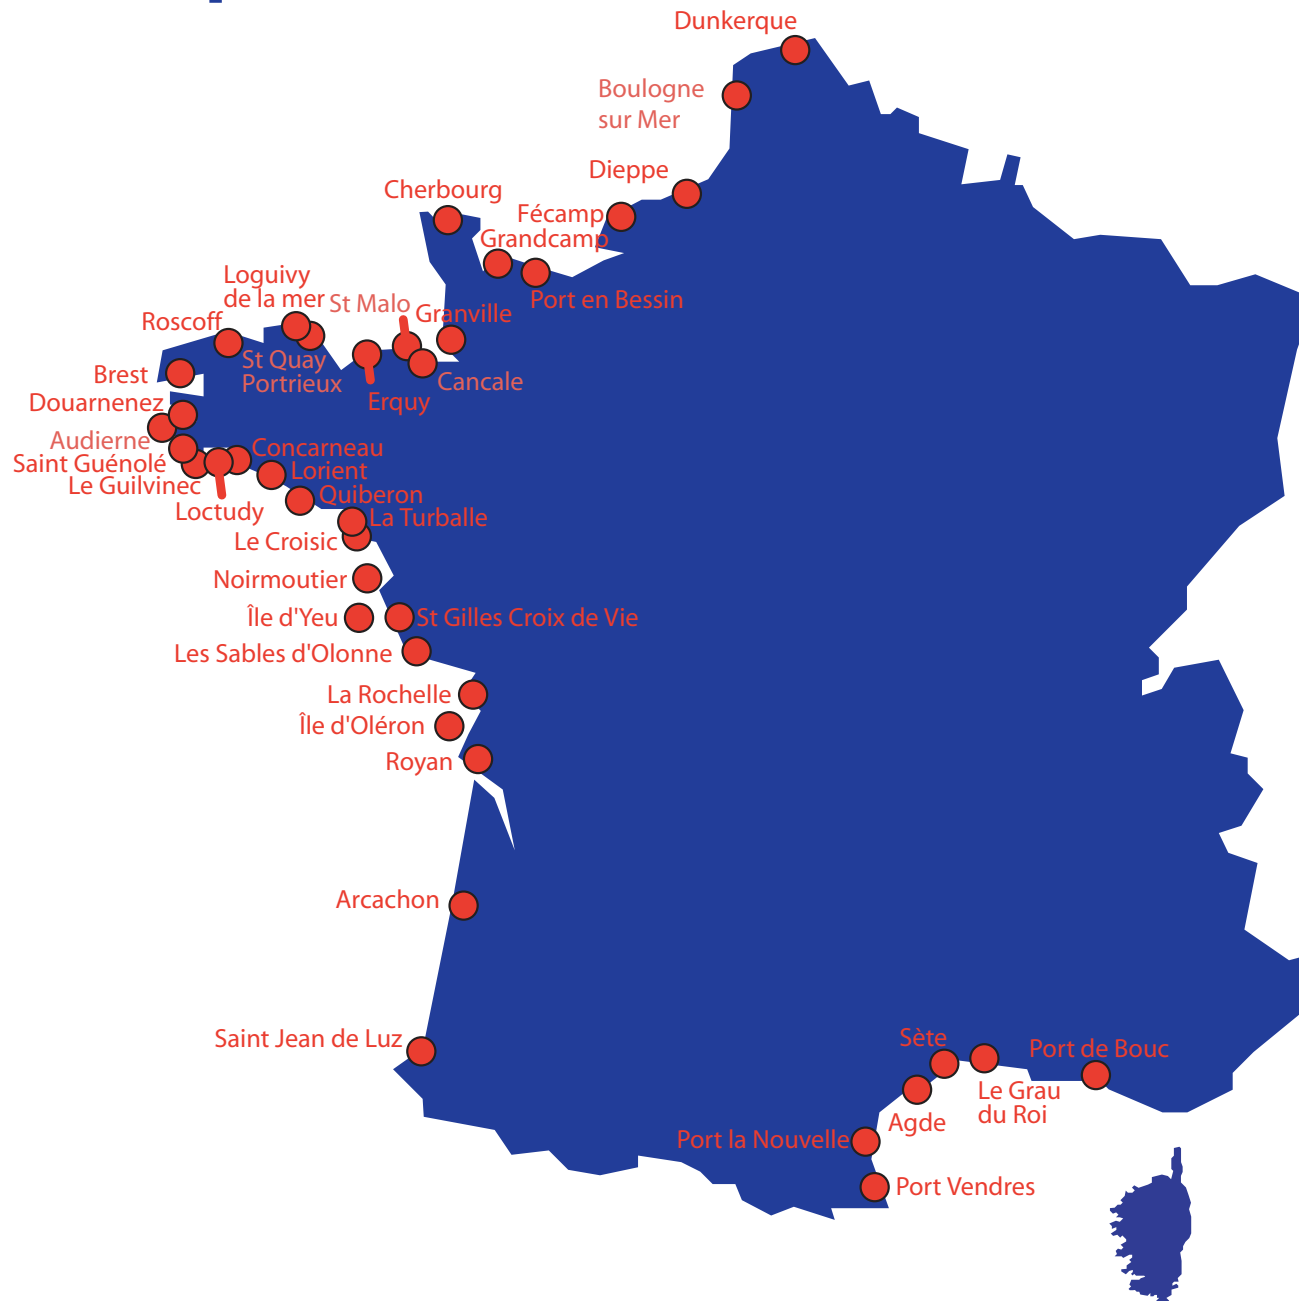 Dunkerque
Boulogne
sur Mer
Dieppe
Cherbourg
Fécamp
Grandcamp
Port en Bessin
Loguivy
de la mer
St Malo
Granville
Roscoff
St Quay
Portrieux
Brest
Cancale
Erquy
Douarnenez
Audierne
Concarneau
Saint Guénolé
Lorient
Le Guilvinec
Quiberon
Loctudy
La Turballe
Le Croisic
Noirmoutier
Île d'Yeu
St Gilles Croix de Vie
Les Sables d'Olonne
La Rochelle
Île d'Oléron
Royan
Arcachon
Saint Jean de Luz
Sète
Port de Bouc
Le Grau
du Roi
Agde
Port la Nouvelle
Port Vendres